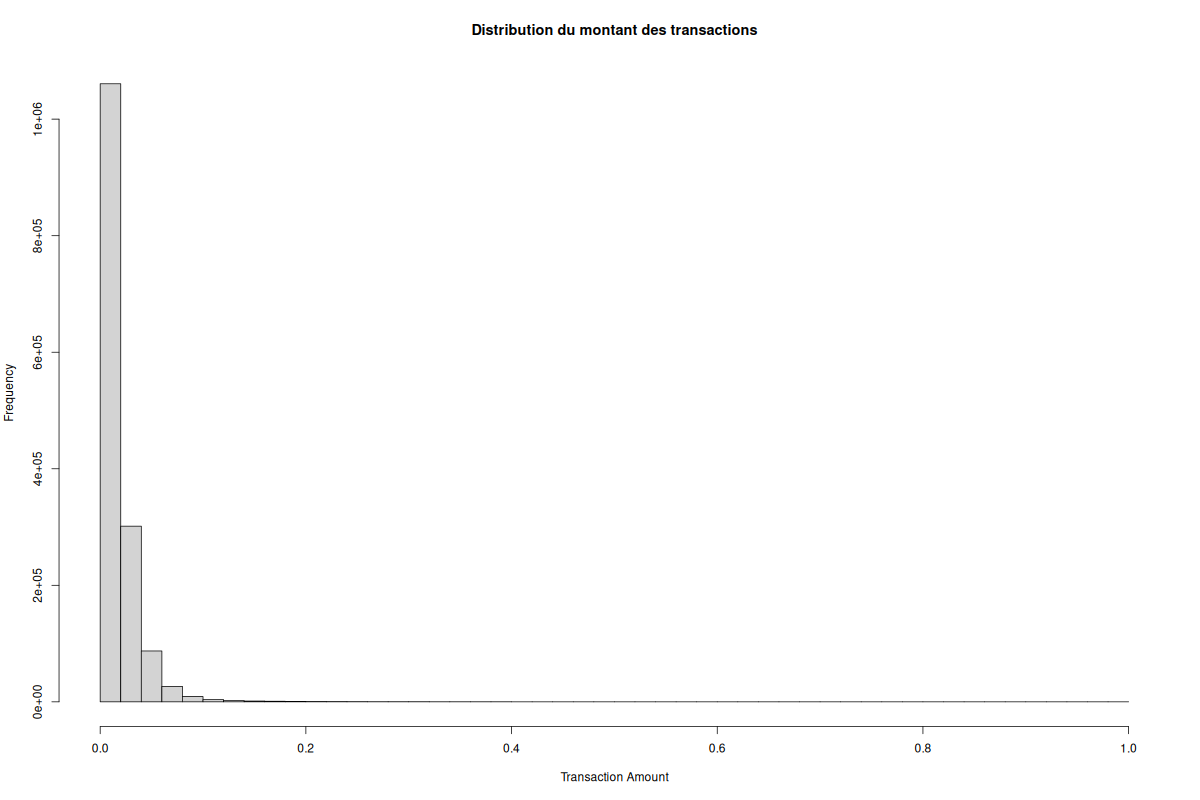 Distribution du montant des transactions
Frequency
1e+06
8e+05
6e+05
4e+05
2e+05
0e+00
0.0 0.2 0.4 0.6 0.8 1.0
Transaction Amount